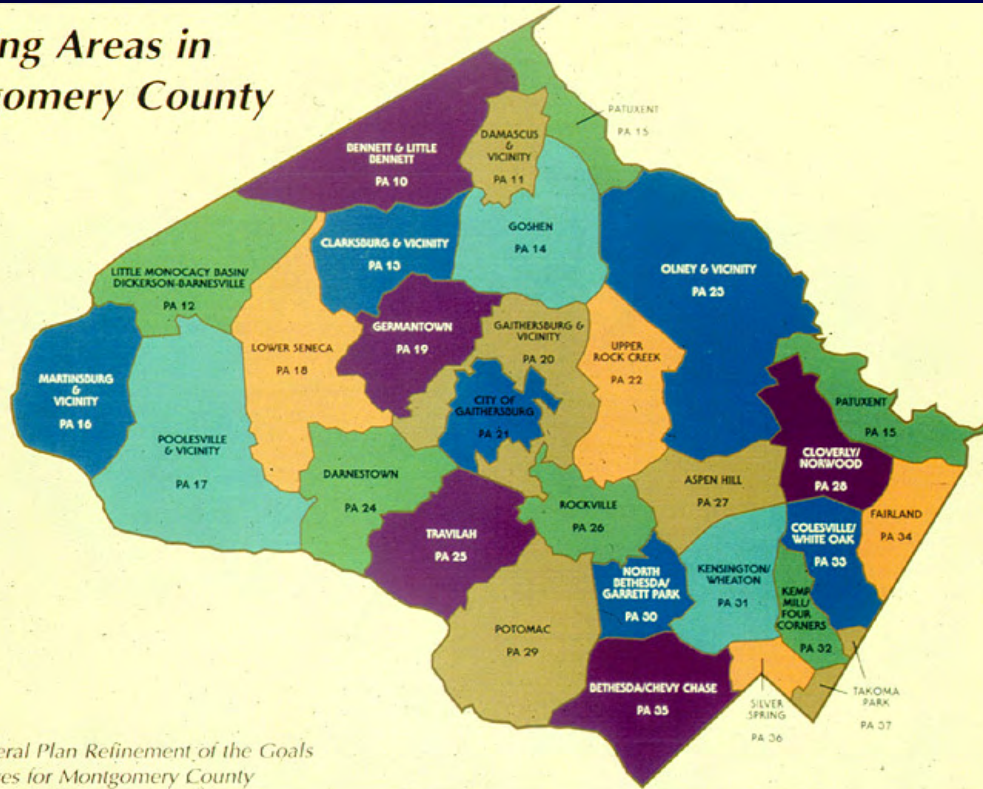 ng Areas in
gomery County
PATUXENT
PA 15
DAMASCUS
&
VICINITY
PA 11
BENNETT & LITTLE
BENNETT
PA 10
GOSHEN
PA 14
CLARKSBURG & VICINITY
PA 13
OLNEY & VICINITY
PA 23
LITTLE MONOCACY BASIN/
DICKERSON-BARNESVILLE
PA 12
GERMANTOWN
PA 19
GAITHERSBURG &
VICINITY
PA 20
LOWER SENECA
PA 18
UPPER
ROCK CREEK
PA 22
MARTINSBURG
&
VICINITY
PA 16
CITY OF
GAITHERSBURG
PA 21
PATUXENT
PA 15
POOLESVILLE
& VICINITY
PA 17
CLOVERLY/
NORWOOD
PA 28
DARNESTOWN
PA 24
ASPEN HILL
PA 27
ROCKVILLE
PA 26
FAIRLAND
PA 34
TRAVILAH
PA 25
COLESVILLE/
WHITE OAK
PA 33
NORTH
BETHESDA/
GARRETT PARK
PA 30
KENSINGTON/
WHEATON
PA 31
KEMP
MILL/
FOUR
CORNERS
PA 32
POTOMAC
PA 29
BETHESDA/CHEVY CHASE
PA 35
SILVER
SPRING
PA 36
TAKOMA
PARK
PA 37
eral Plan Refinement of the Goals
es for Montgomery County